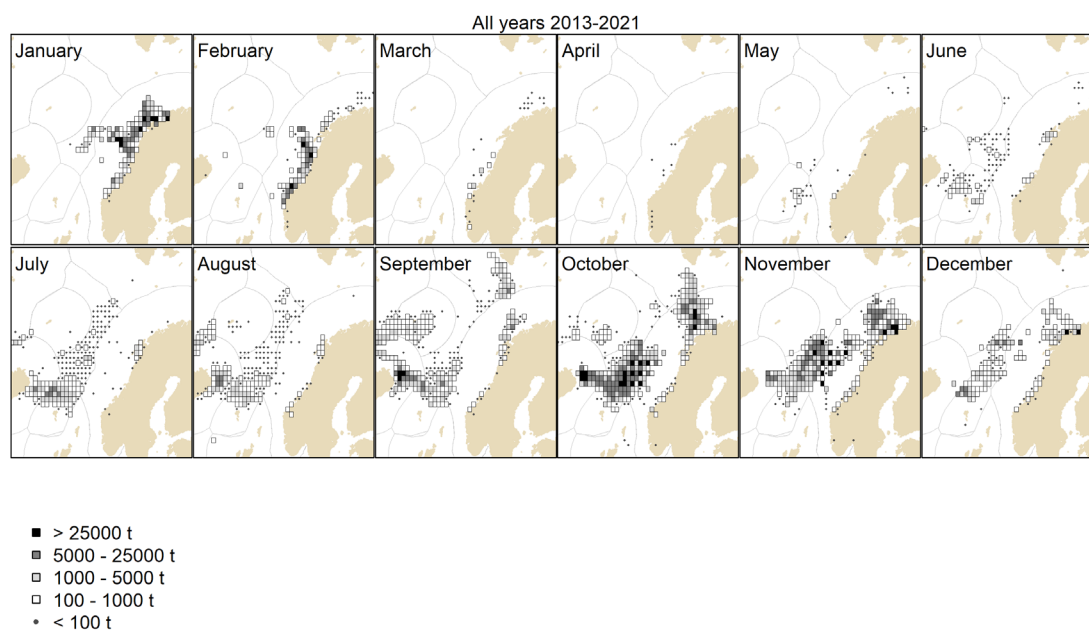 All years 2013-2021
January
February
March
April
May
June
July
August
September
October
November
December
> 25000 t
5000 - 25000 t
1000 - 5000 t
100 - 1000 t
< 100 t